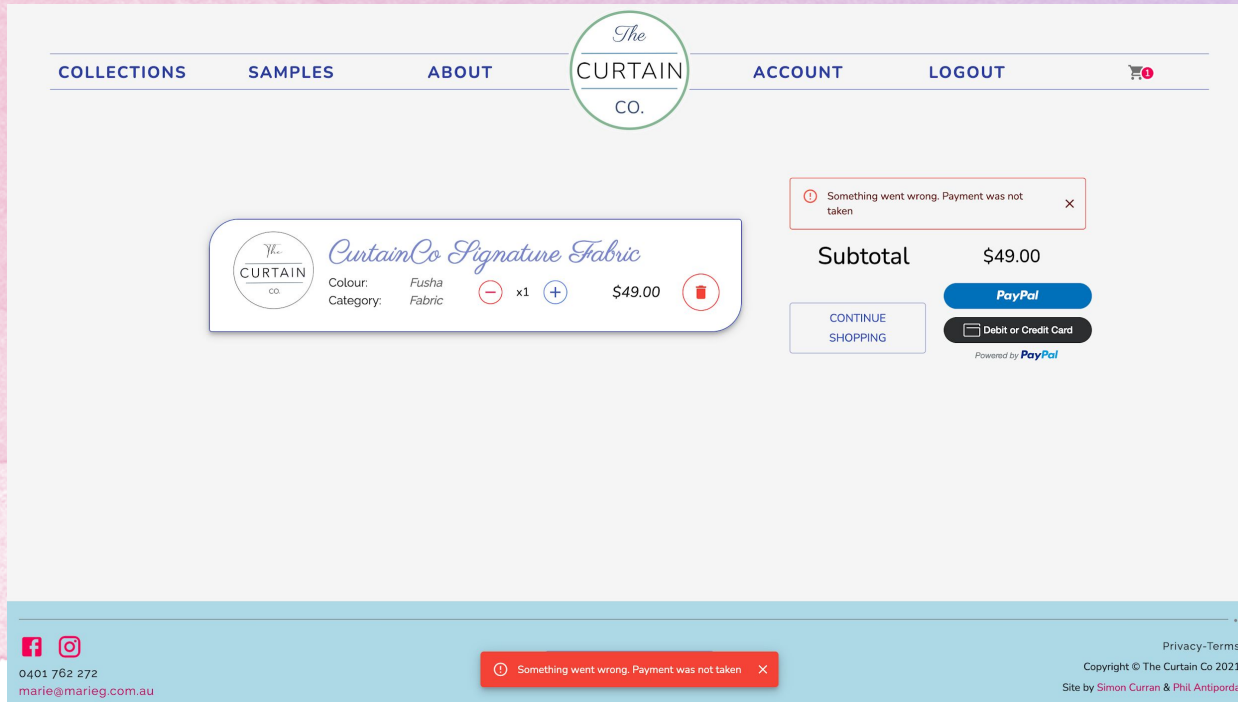 The
COLLECTIONS SAMPLES ABOUT CURTAIN ACCOUNT LOGOUT 1
CO.
Something went wrong. Payment was not
taken
The
CURTAIN
CO.
CurtainCo Signature Fabric
Colour: Fusha
Category: Fabric
x1
$49.00
Subtotal $49.00
CONTINUE
SHOPPING
PayPal
Debit or Credit Card
Powered by PayPal
0401 762 272
marie@marieg.com.au
Something went wrong. Payment was not taken
Privacy-Terms
Copyright © The Curtain Co 2021
Site by Simon Curran & Phil Antiporda